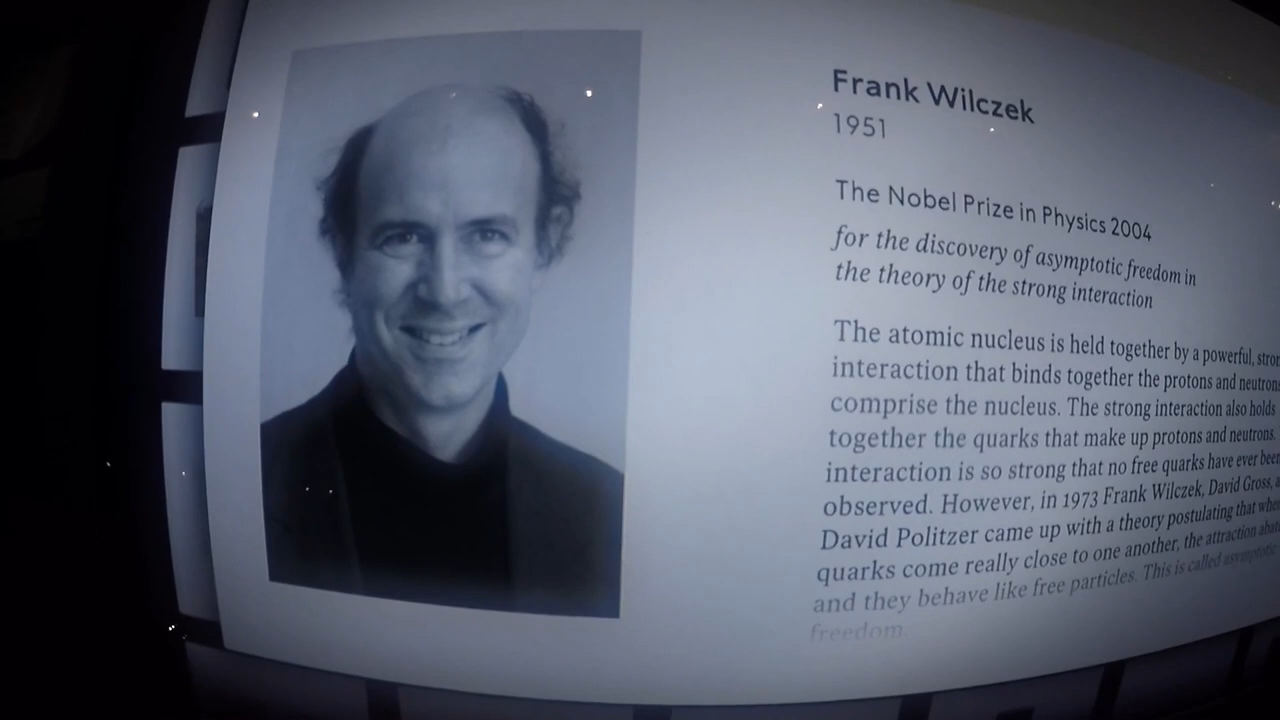 Frank Wilczek
1951
The Nobel Prize in Physics 2004
for the discovery of asymptotic freedom in
the theory of the strong interaction
The atomic nucleus is held together by a powerful,
interaction that binds together the protons and neutrons
comprise the nucleus. The strong interaction also holds
together the quarks that make up protons and neutrons.
interaction is so strong that no free quarks have ever been
observed. However, in 1973 Frank Wilczek, David Gross,
David Politzer came up with a theory postulating that when
quarks come really close to one another, the attraction
and they behave like free particles. This is called asymptotic
freedom.